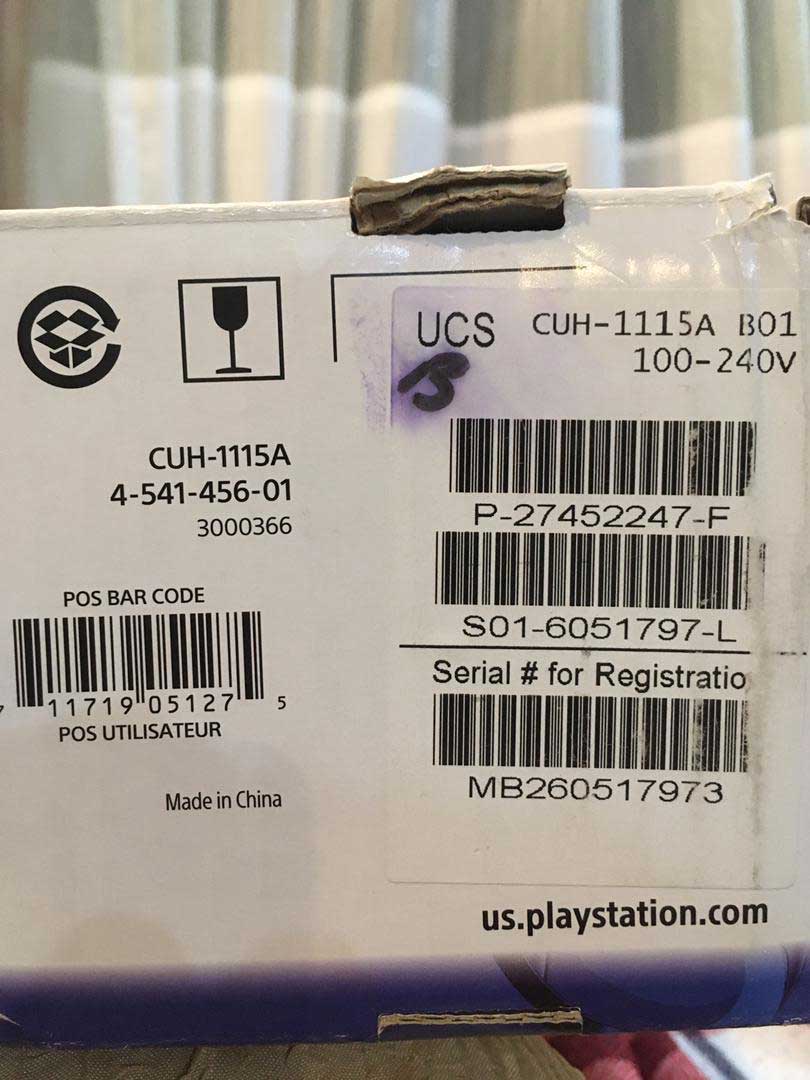 UCS CUH-1115A B01
100-240V
B
CUH-1115A
4-541-456-01
3000366
P-27452247-F
S01-6051797-L
Serial # for Registratio
MB260517973
POS BAR CODE
7 11719 05127 5
POS UTILISATEUR
Made in China
us.playstation.com